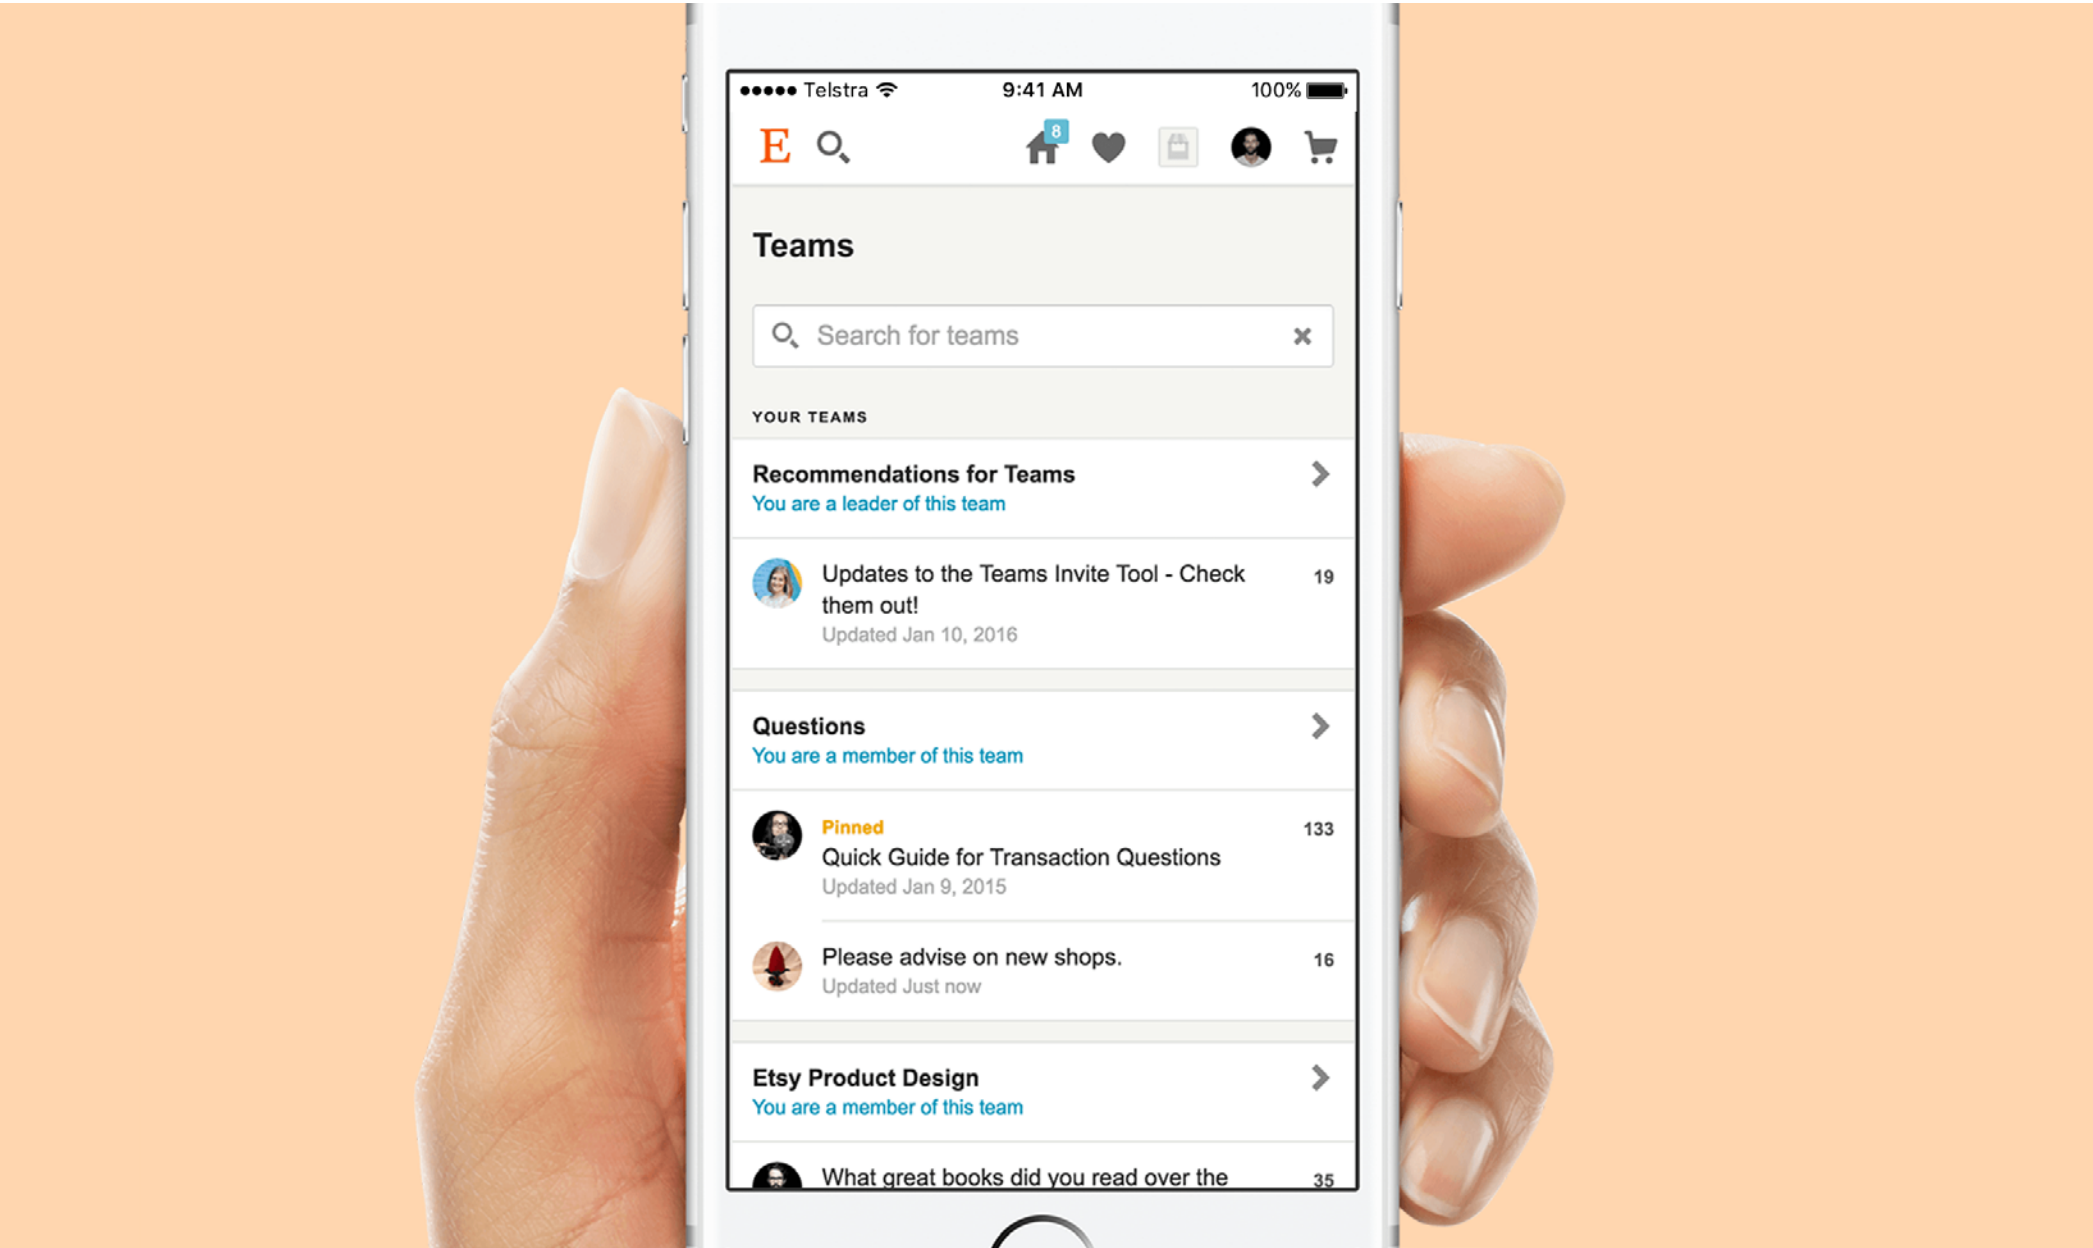 Telstra 9:41 AM 100%
E 8
Teams
Search for teams
YOUR TEAMS
Recommendations for Teams
You are a leader of this team
Updates to the Teams Invite Tool - Check 19
them out!
Updated Jan 10, 2016
Questions
You are a member of this team
Pinned 133
Quick Guide for Transaction Questions
Updated Jan 9, 2015
Please advise on new shops. 16
Updated Just now
Etsy Product Design
You are a member of this team
What great books did you read over the 35